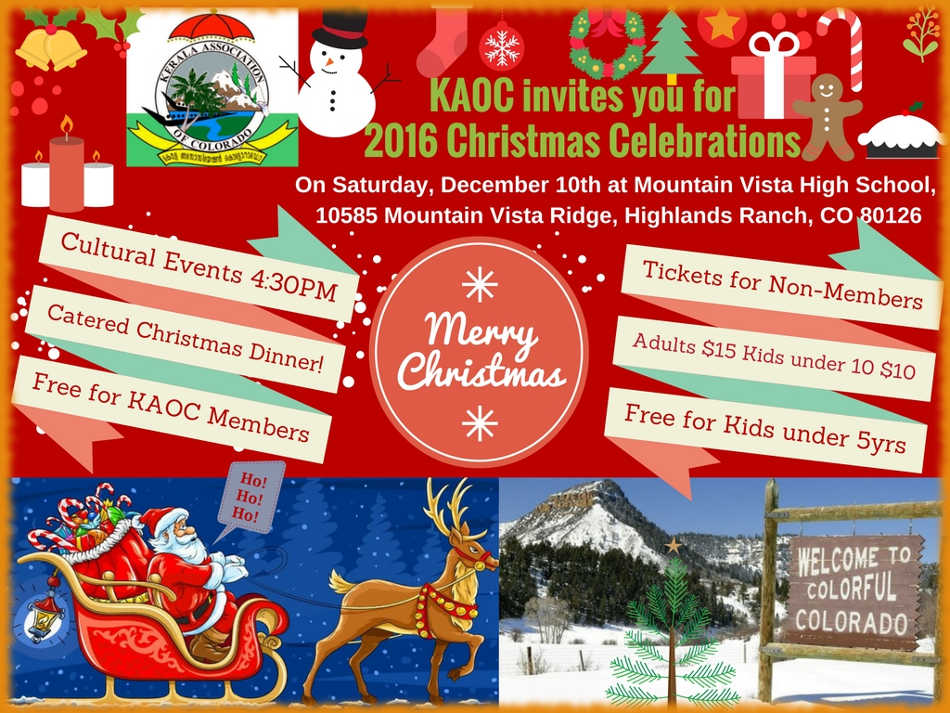 KERALA ASSOCIATION
OF COLORADO
KAOC invites you for
2016 Christmas Celebrations
On Saturday, December 10th at Mountain Vista High School,
10585 Mountain Vista Ridge, Highlands Ranch, CO 80126
Cultural Events 4:30PM
Catered Christmas Dinner!
Free for KAOC Members
Merry
Christmas
Tickets for Non-Members
Adults $15 Kids under 10 $10
Free for Kids under 5yrs
Ho!
Ho!
Ho!
WELCOME TO
COLORFUL
COLORADO